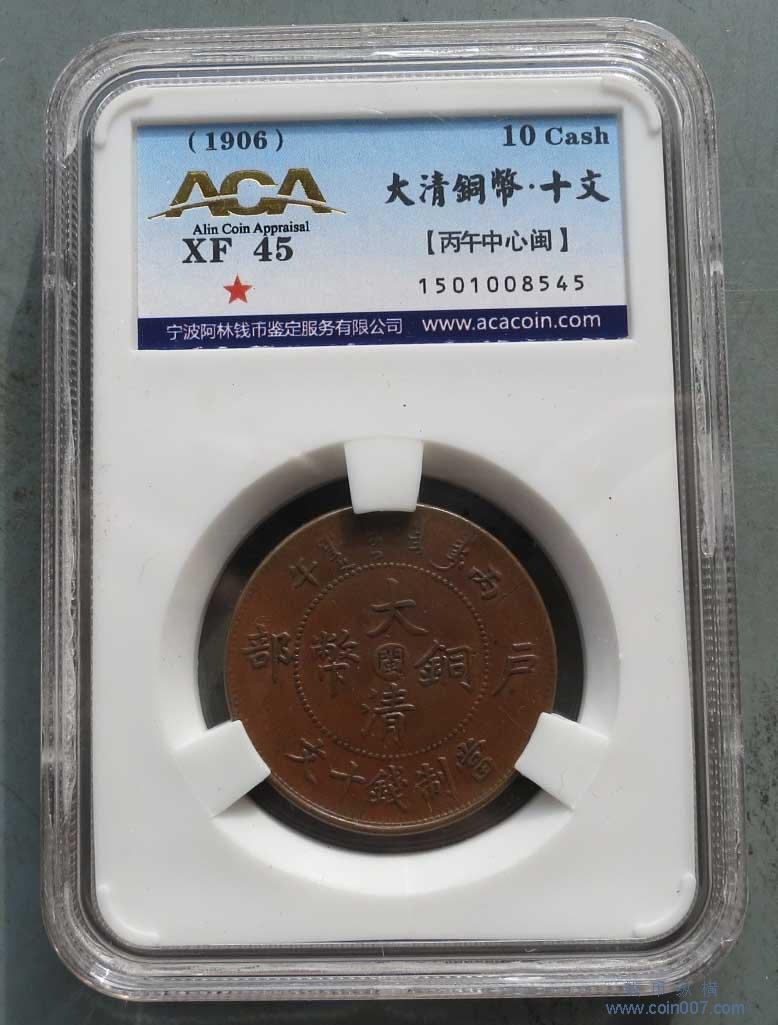 (1906)
10 Cash
ACA
Alin Coin Appraisal
XF 45
大清銅幣·十文
【丙午中心闽】
1501008545
宁波阿林钱币鉴定服务有限公司 www.acacoin.com
午 丙
部 戶
大清銅幣
閩
當制錢十文
www.coin007.com